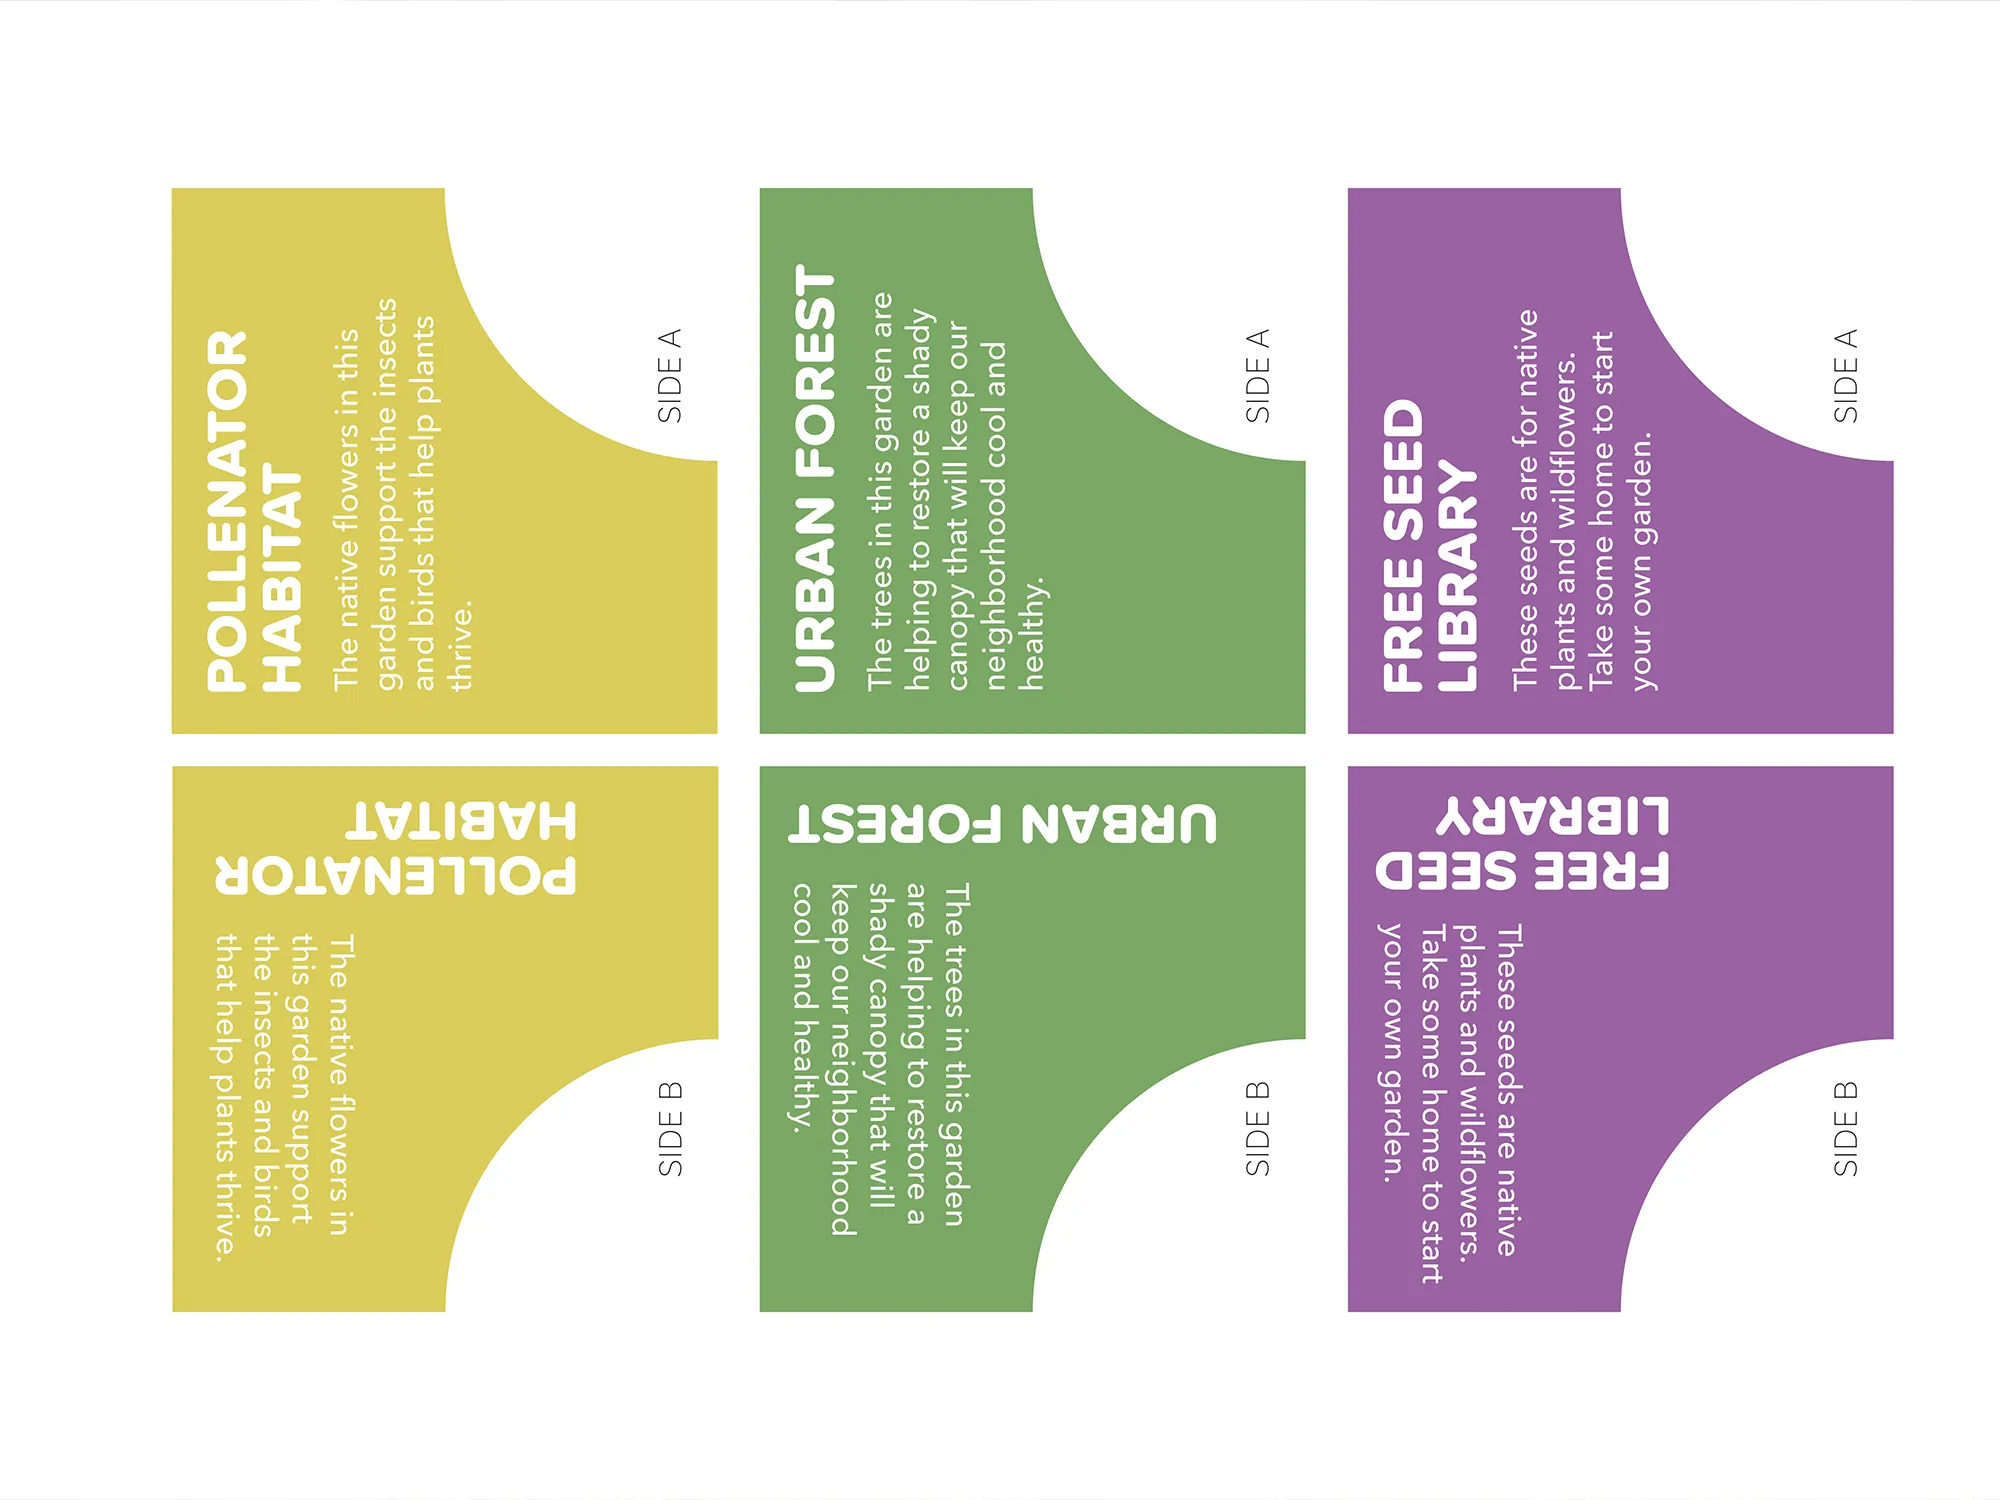 POLLENATOR
HABITAT
The native flowers in this
garden support the insects
and birds that help plants
thrive.
SIDE A
URBAN FOREST
The trees in this garden are
helping to restore a shady
canopy that will keep our
neighborhood cool and
healthy.
SIDE A
FREE SEED
LIBRARY
These seeds are for native
plants and wildflowers.
Take some home to start
your own garden.
SIDE A
POLLENATOR
HABITAT
The native flowers in
this garden support
the insects and birds
that help plants thrive.
SIDE B
URBAN FOREST
The trees in this garden
are helping to restore a
shady canopy that will
keep our neighborhood
cool and healthy.
SIDE B
FREE SEED
LIBRARY
These seeds are native
plants and wildflowers.
Take some home to start
your own garden.
SIDE B